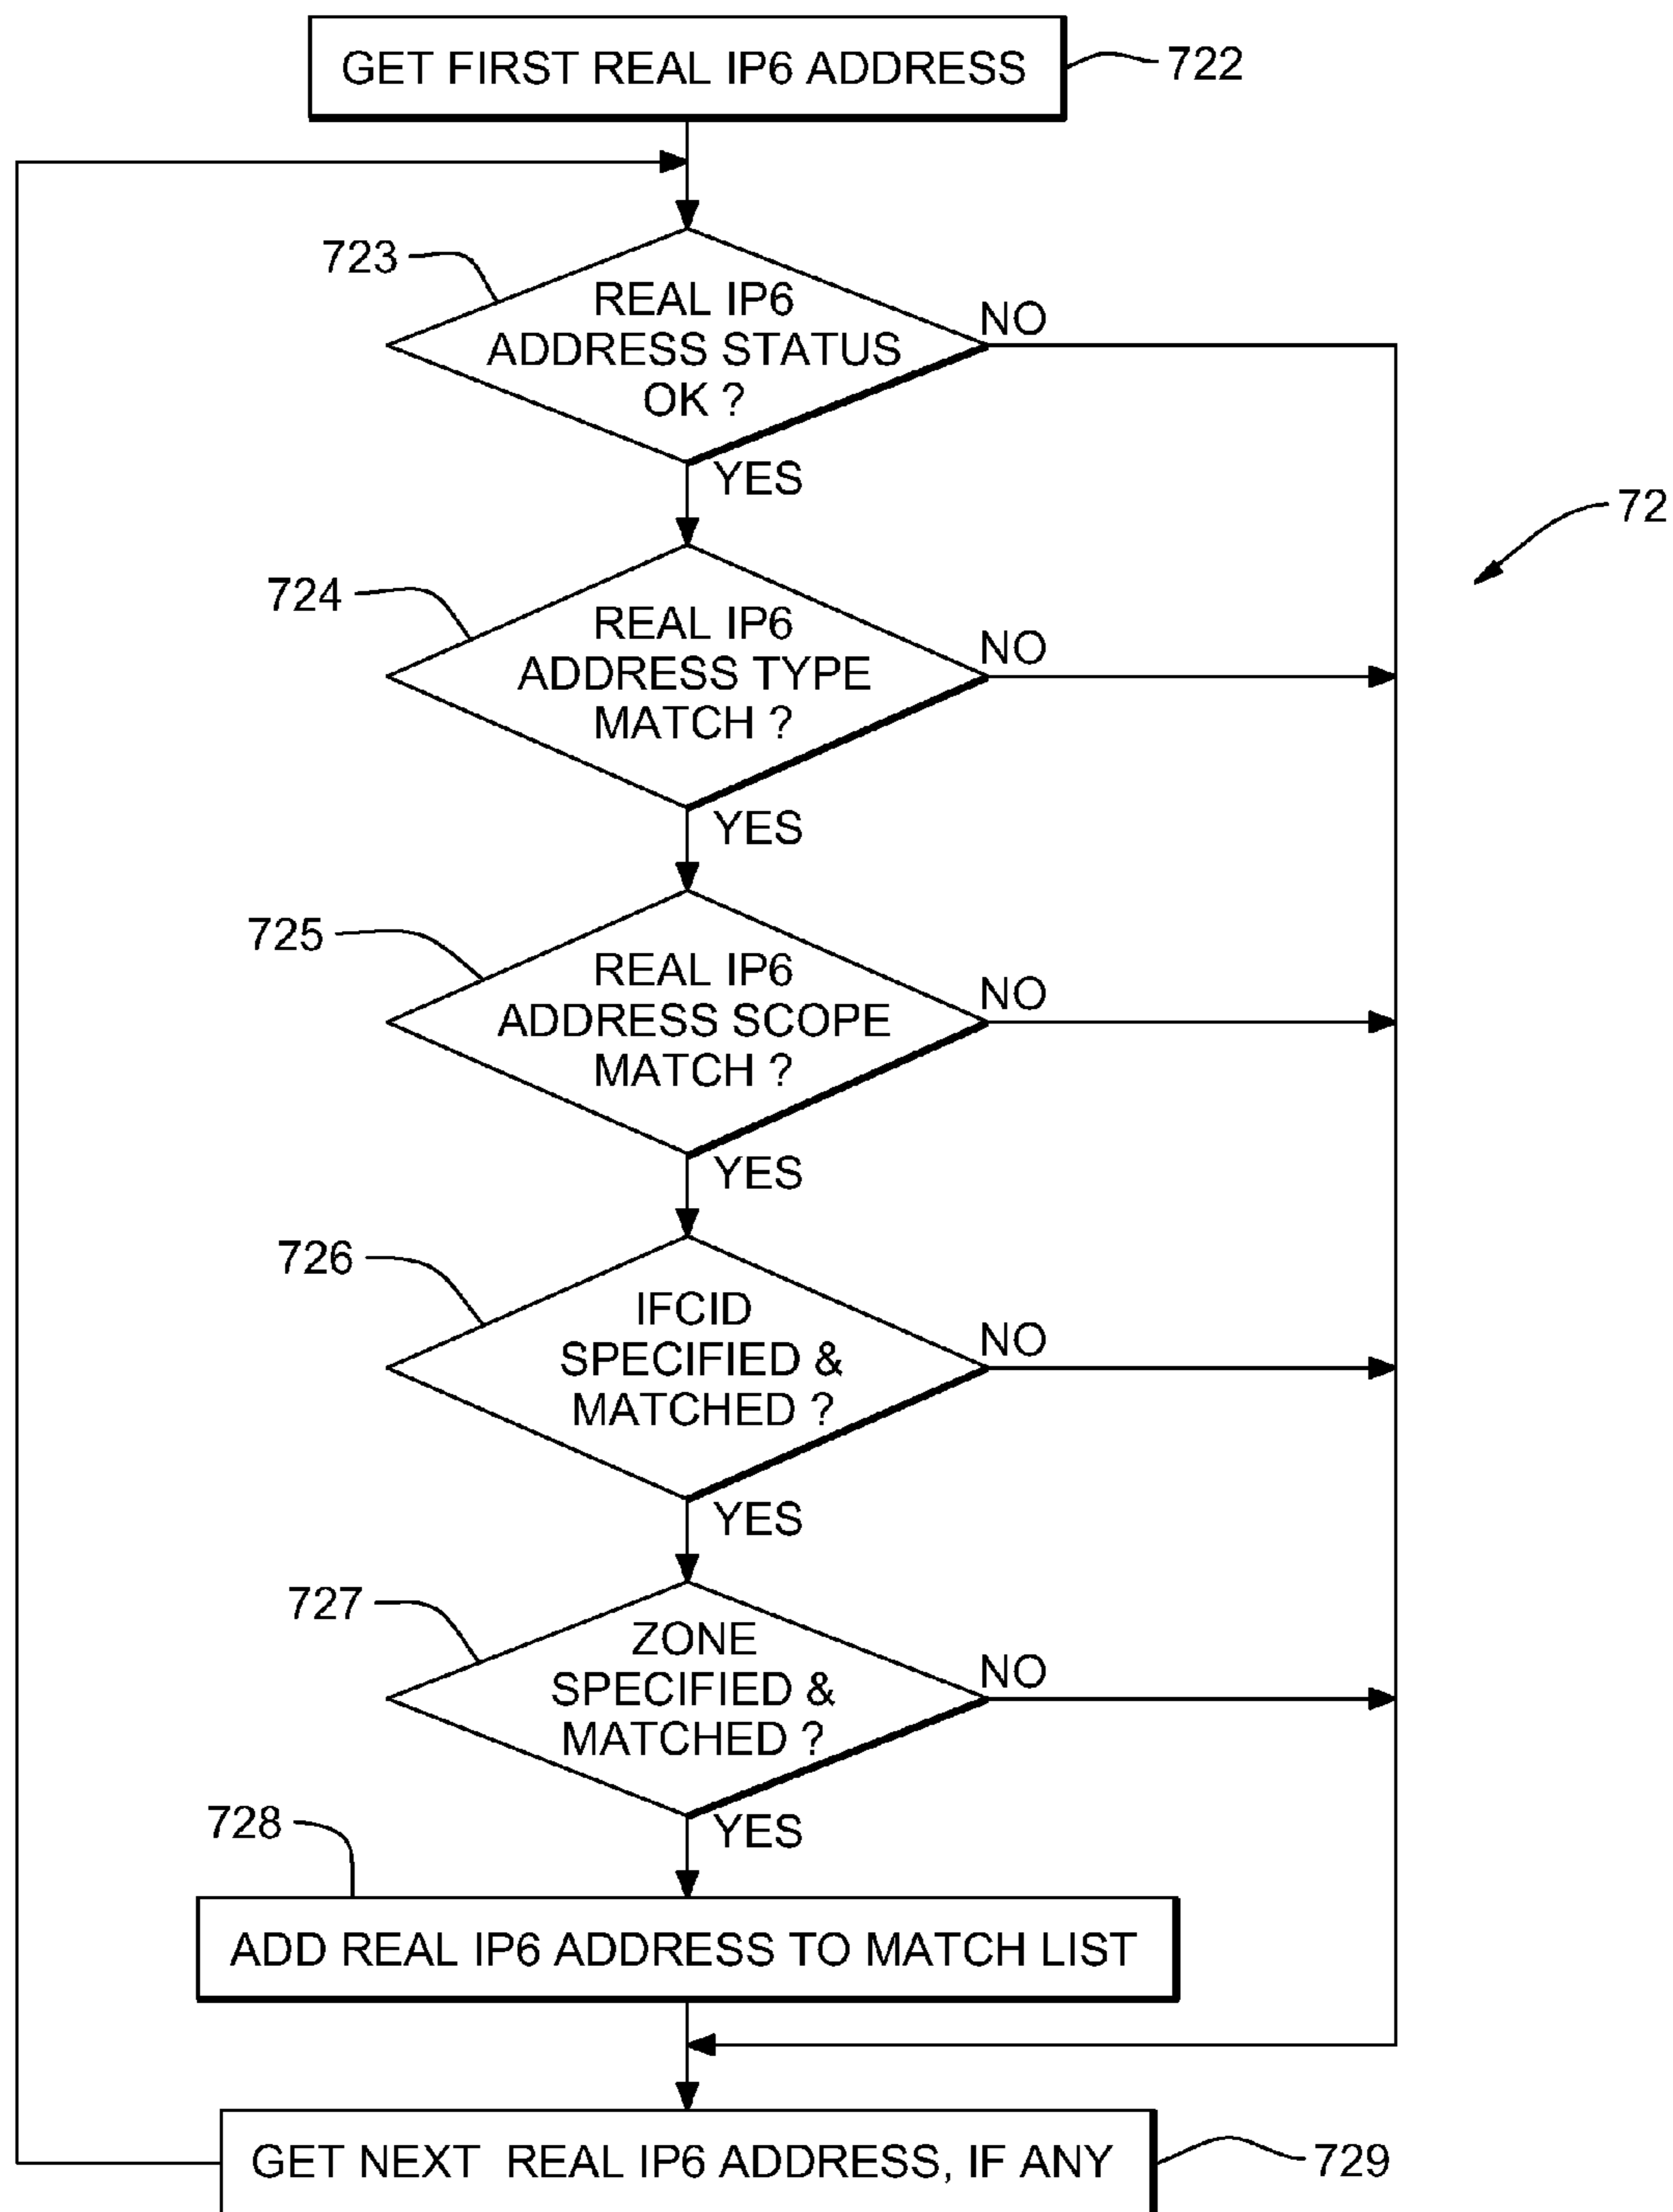 GET FIRST REAL IP6 ADDRESS
722
723
REAL IP6
ADDRESS STATUS
OK ?
NO
YES
72
724
REAL IP6
ADDRESS TYPE
MATCH ?
NO
YES
725
REAL IP6
ADDRESS SCOPE
MATCH ?
NO
YES
726
IFCID
SPECIFIED &
MATCHED ?
NO
YES
727
ZONE
SPECIFIED &
MATCHED ?
NO
YES
728
ADD REAL IP6 ADDRESS TO MATCH LIST
GET NEXT REAL IP6 ADDRESS, IF ANY
729